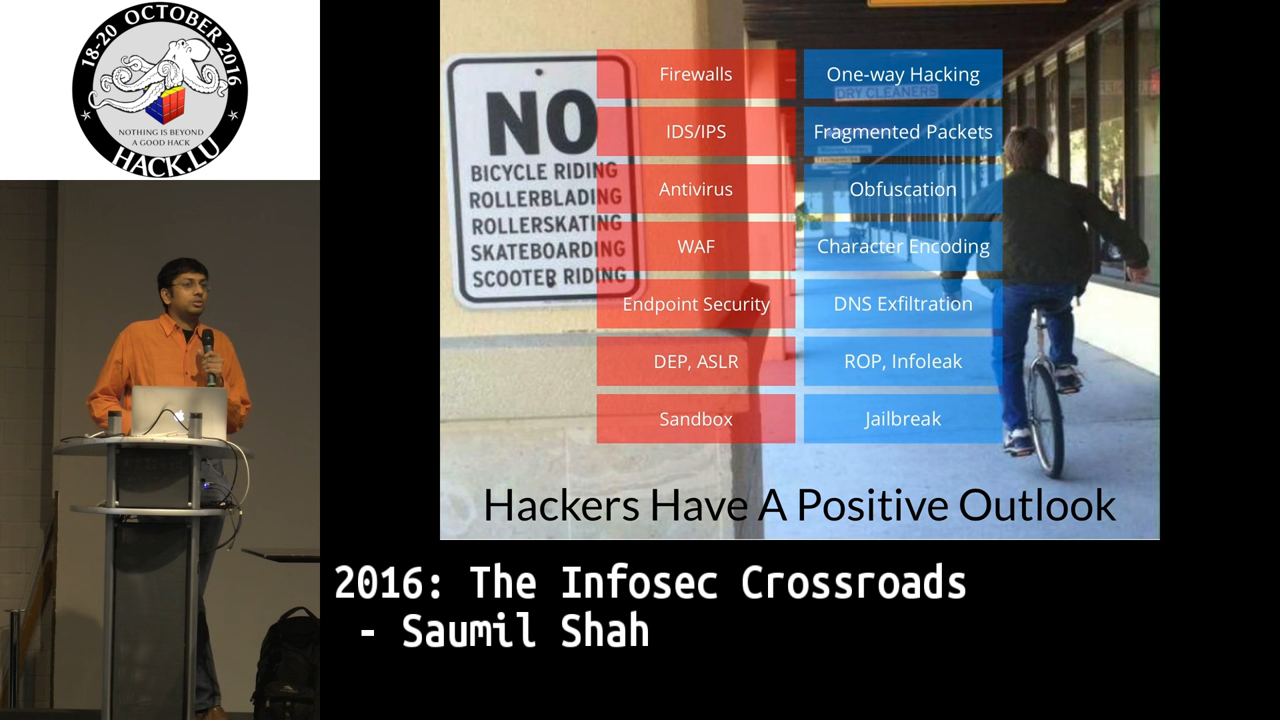 18-20 OCTOBER 2016
NOTHING IS BEYOND
A GOOD HACK
HACK.LU
NO
BICYCLE RIDING
ROLLERBLADING
ROLLERSKATING
SKATEBOARDING
SCOOTER RIDING
Firewalls
One-way Hacking
DRY CLEANERS
IDS/IPS
Fragmented Packets
Antivirus
Obfuscation
WAF
Character Encoding
Endpoint Security
DNS Exfiltration
DEP, ASLR
ROP, Infoleak
Sandbox
Jailbreak
Hackers Have A Positive Outlook
2016: The Infosec Crossroads
- Saumil Shah